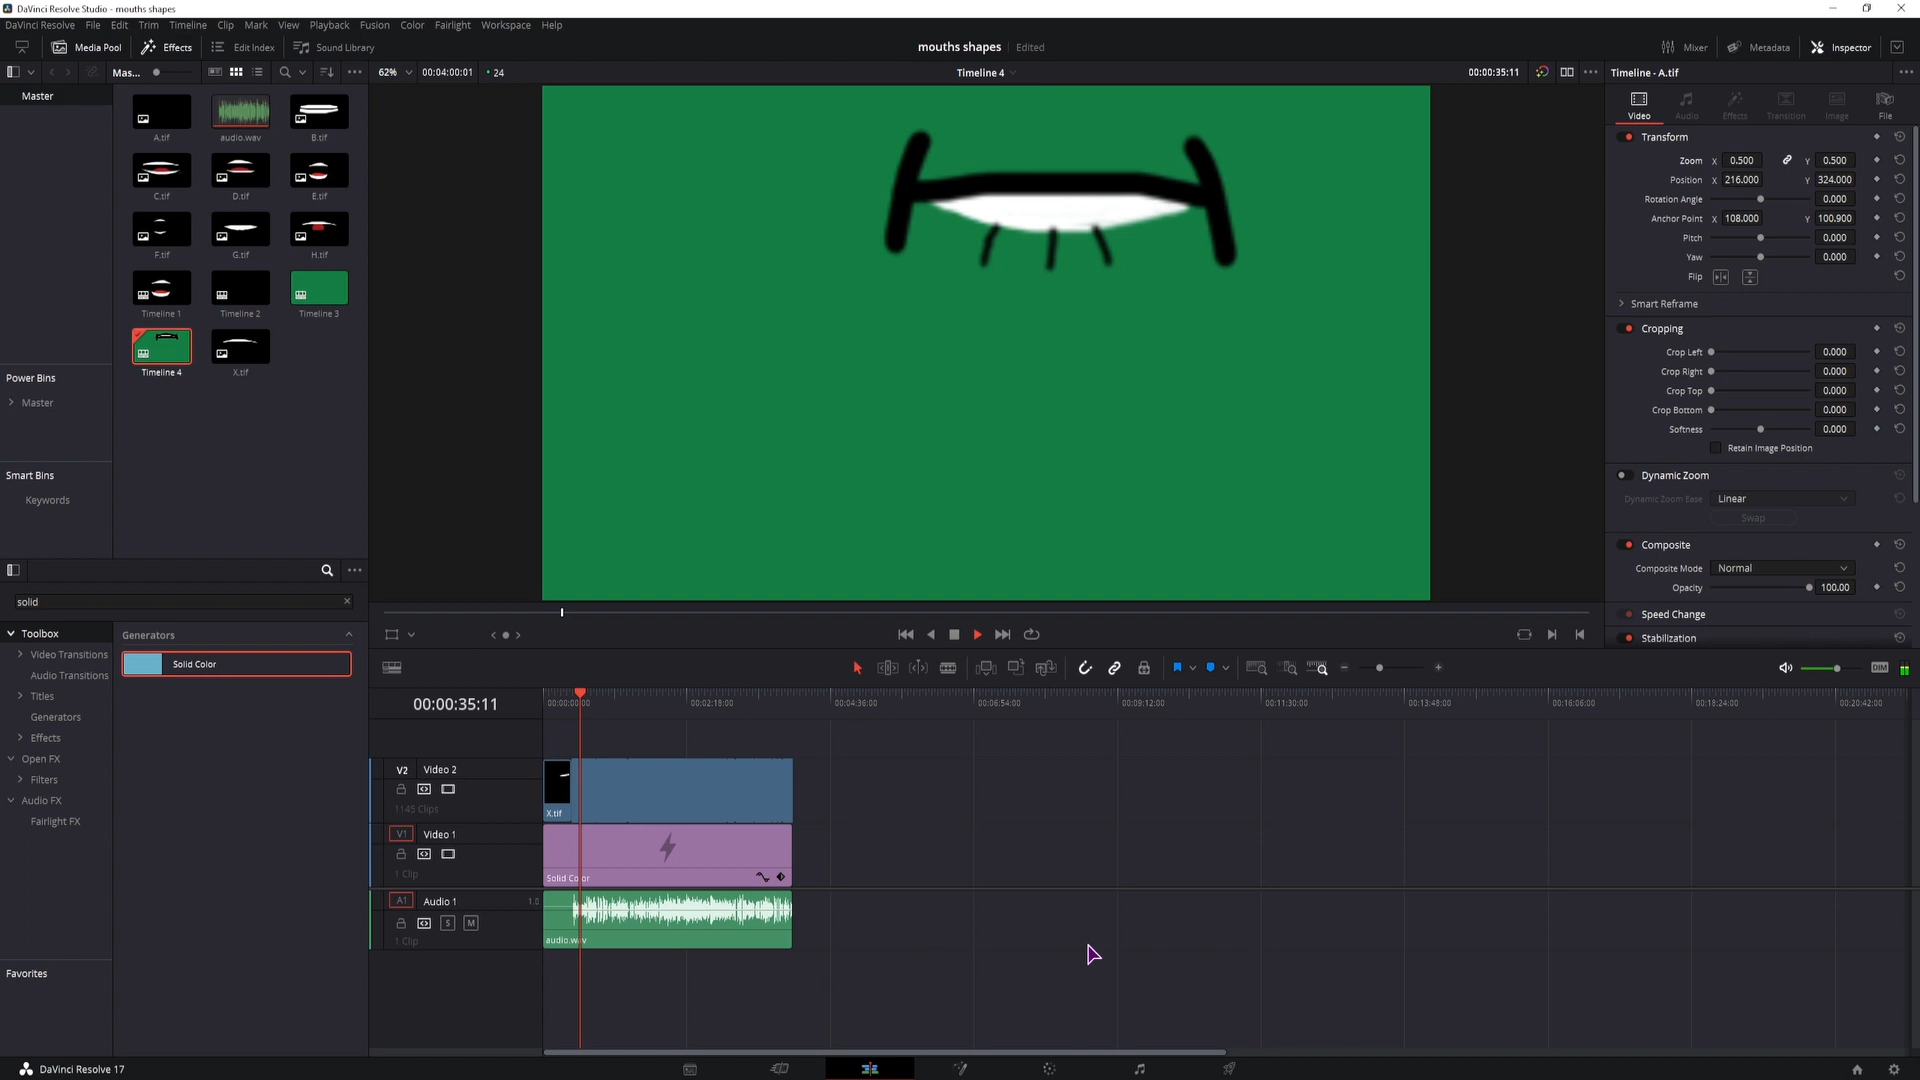 DaVinci Resolve Studio - mouths shapes
DaVinci Resolve File Edit Trim Timeline Clip Mark View Playback Fusion Color Fairlight Workspace Help
Media Pool Effects Edit Index Sound Library mouths shapes Edited Mixer Metadata Inspector
Mas... 62% 00:04:00:01 24 Timeline 4 00:00:35:11 Timeline - A.tif
Master
A.tif audio.wav B.tif
C.tif D.tif E.tif
F.tif G.tif H.tif
Timeline 1 Timeline 2 Timeline 3
Timeline 4 X.tif
Power Bins
Master
Smart Bins
Keywords
Video Audio Effects Transition Image File
Transform
Zoom X 0.500 Y 0.500
Position X 216.000 Y 324.000
Rotation Angle 0.000
Anchor Point X 108.000 Y 100.900
Pitch 0.000
Yaw 0.000
Flip
Smart Reframe
Cropping
Crop Left 0.000
Crop Right 0.000
Crop Top 0.000
Crop Bottom 0.000
Softness 0.000
Retain Image Position
Dynamic Zoom
Dynamic Zoom Ease Linear
Swap
Composite
Composite Mode Normal
Opacity 100.00
Speed Change
Stabilization
solid
Toolbox
Video Transitions
Audio Transitions
Titles
Generators
Effects
Open FX
Filters
Audio FX
Fairlight FX
Favorites
Generators
Solid Color
DIM
00:00:35:11
00:00:00:00 00:02:18:00 00:04:36:00 00:06:54:00 00:09:12:00 00:11:30:00 00:13:48:00 00:16:06:00 00:18:24:00 00:20:42:00
V2 Video 2
1145 Clips
X.tif
V1 Video 1
1 Clip
Solid Color
A1 Audio 1 1.0
S M
1 Clip
audio.wav
DaVinci Resolve 17